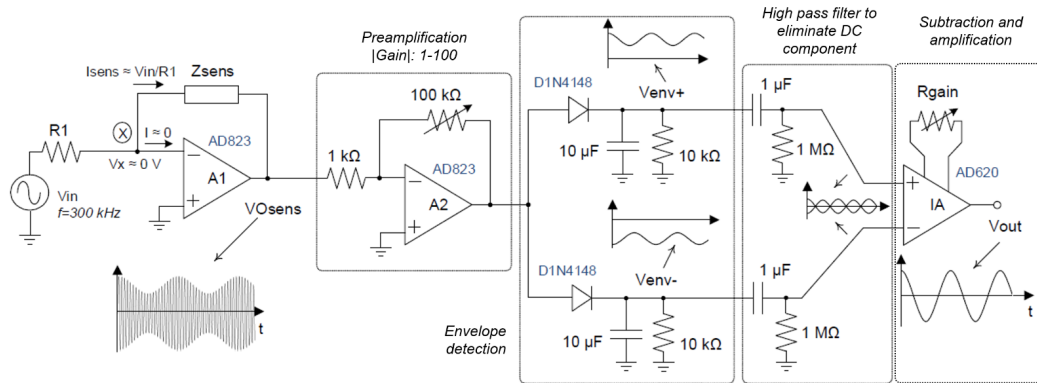 Isens ≈ Vin/R1
Zsens
R1
X
I ≈ 0
Vx ≈ 0 V
AD823
−
+
A1
Vin
f=300 kHz
VOsens
t
Preamplification
|Gain|: 1-100
100 kΩ
1 kΩ
AD823
−
+
A2
Envelope
detection
D1N4148
Venv+
10 µF
10 kΩ
D1N4148
Venv-
10 µF
10 kΩ
High pass filter to
eliminate DC
component
1 µF
1 MΩ
1 µF
1 MΩ
Subtraction and
amplification
Rgain
AD620
+
IA
−
Vout
t